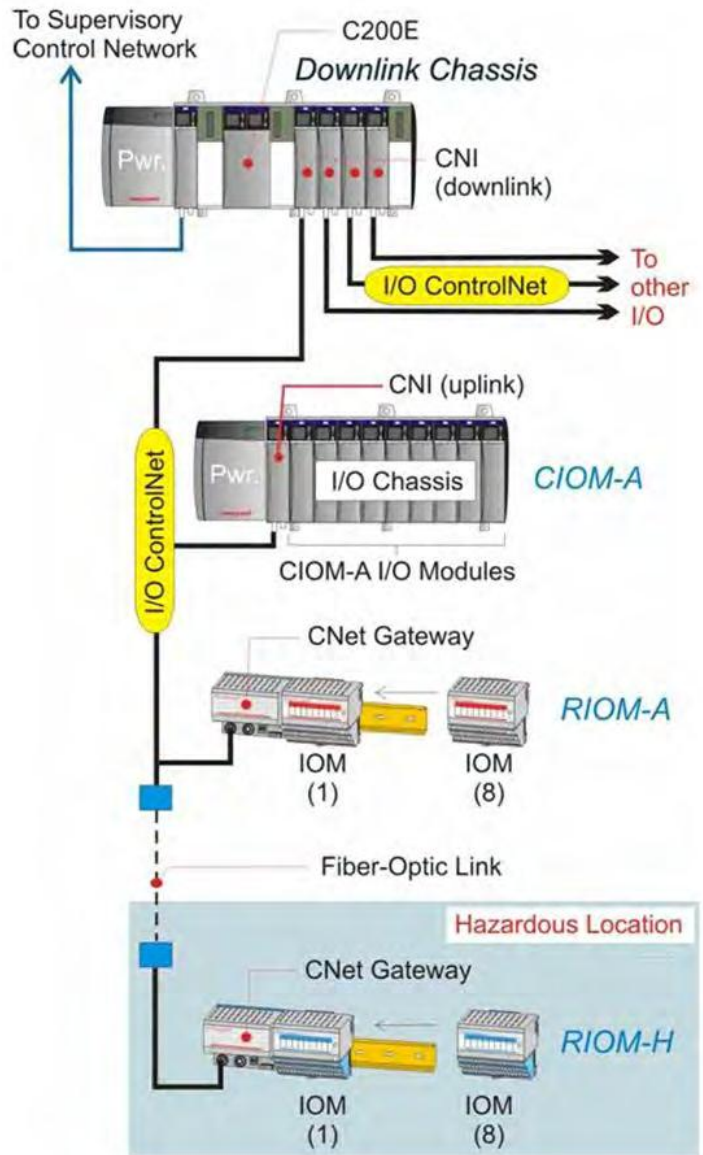 To Supervisory
Control Network
C200E
Downlink Chassis
Pwr.
CNI
(downlink)
To
I/O ControlNet
other
I/O
CNI (uplink)
Pwr.
I/O Chassis
CIOM-A
I/O ControlNet
CIOM-A I/O Modules
CNet Gateway
RIOM-A
IOM
(1)
IOM
(8)
Fiber-Optic Link
Hazardous Location
CNet Gateway
RIOM-H
IOM
(1)
IOM
(8)